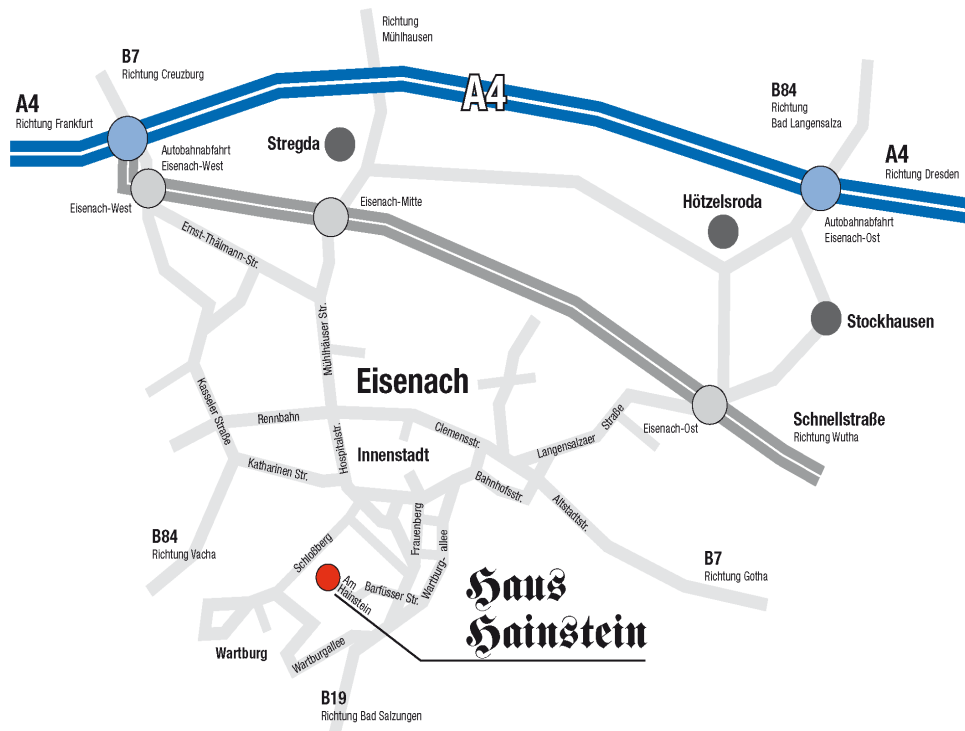 Richtung
Mühlhausen
B7
Richtung Creuzburg
A4
Richtung Frankfurt
A4
B84
Richtung
Bad Langensalza
A4
Richtung Dresden
Stregda
Autobahnabfahrt
Eisenach-West
Eisenach-West
Eisenach-Mitte
Hötzelsroda
Autobahnabfahrt
Eisenach-Ost
Ernst-Thälmann-Str.
Stockhausen
Mühlhäuser Str.
Eisenach
Kasseler Straße
Rennbahn
Hospitalstr.
Clemensstr.
Langensalzaer
Straße
Eisenach-Ost
Schnellstraße
Richtung Wutha
Innenstadt
Katharinen Str.
Bahnhofsstr.
Altstadtstr.
B84
Richtung Vacha
Schloßberg
Frauenberg
Wartburg-
allee
B7
Richtung Gotha
Am
Hainstein
Barfüsser Str.
Haus
Hainstein
Wartburg
Wartburgallee
B19
Richtung Bad Salzungen